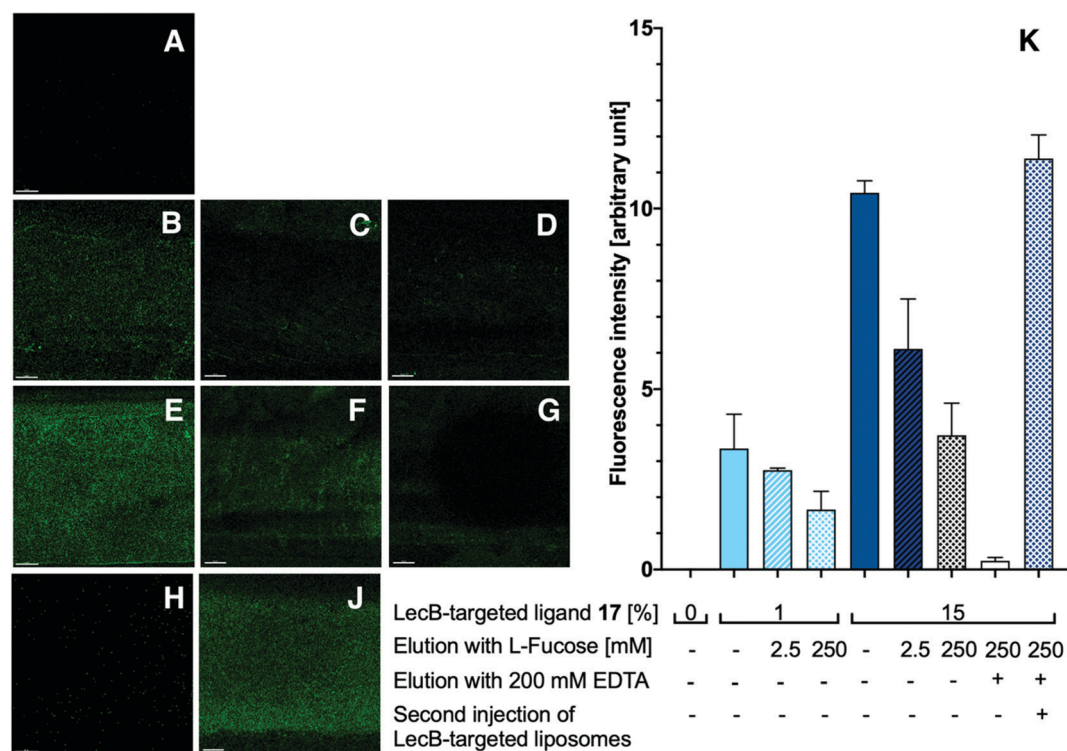 A
B
C
D
E
F
G
H
J
K
Fluorescence intensity [arbitrary unit]
15
10
5
0
LecB-targeted ligand 17 [%] 0 1 15
Elution with L-Fucose [mM] - - 2.5 250 - 2.5 250 250 250
Elution with 200 mM EDTA - - - - - - - + +
Second injection of - - - - - - - - +
LecB-targeted liposomes